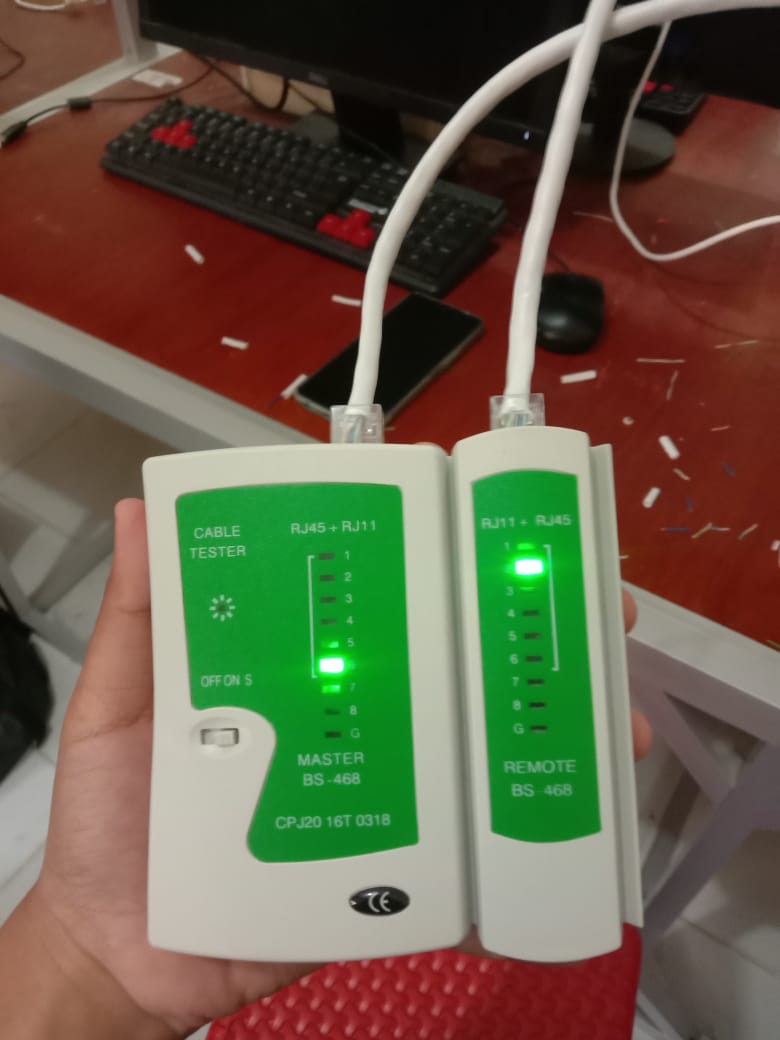 CABLE
TESTER
RJ45 + RJ11
1
2
3
4
5
7
8
G
OFF ON S
MASTER
BS-468
CPJ20 16T 0318
CE
RJ11 + RJ45
1
3
4
5
6
7
8
G
REMOTE
BS-468